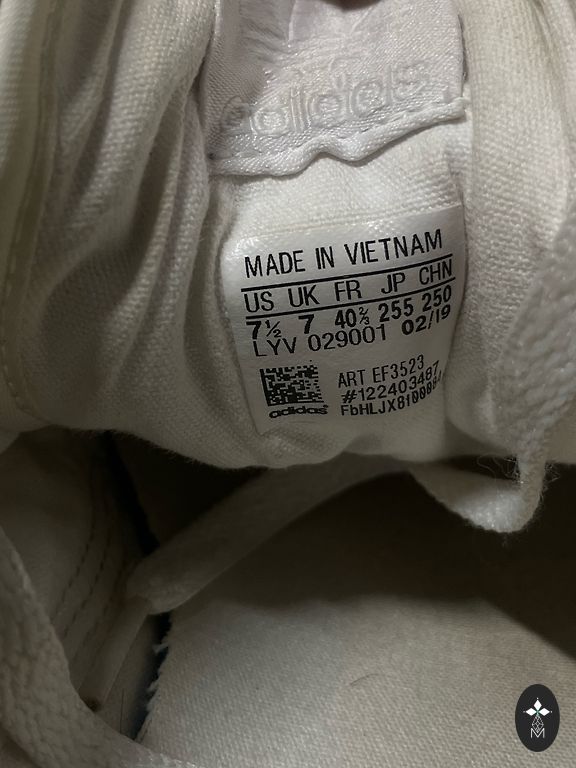 adidas
MADE IN VIETNAM
US UK FR JP CHN
7½ 7 40⅔ 255 250
LYV 029001 02/19
ART EF3523
#122403487
adidas
M